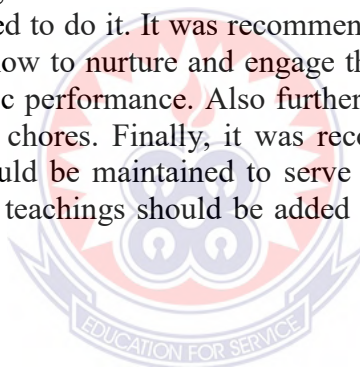 ed to do it. It was recommen
ow to nurture and engage th
c performance. Also further
chores. Finally, it was reco
uld be maintained to serve
teachings should be added
EDUCATION FOR SERVICE